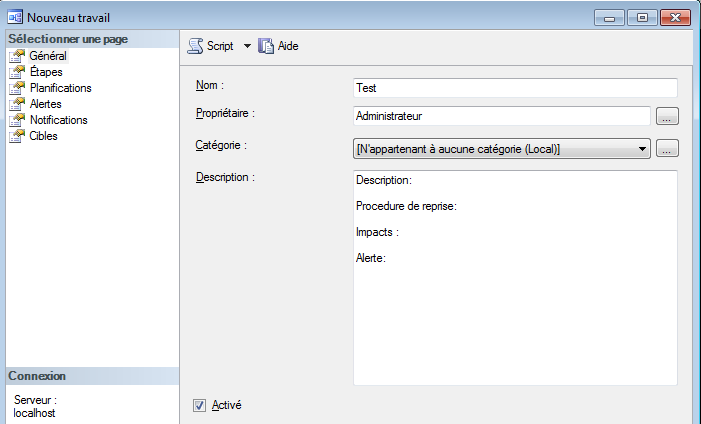 Nouveau travail
Sélectionner une page
Général
Étapes
Planifications
Alertes
Notifications
Cibles
Connexion
Serveur :
localhost
Script
Aide
Nom :
Test
Propriétaire :
Administrateur
...
Catégorie :
[N'appartenant à aucune catégorie (Local)]
...
Description :
Description:
Procedure de reprise:
Impacts :
Alerte:
Activé